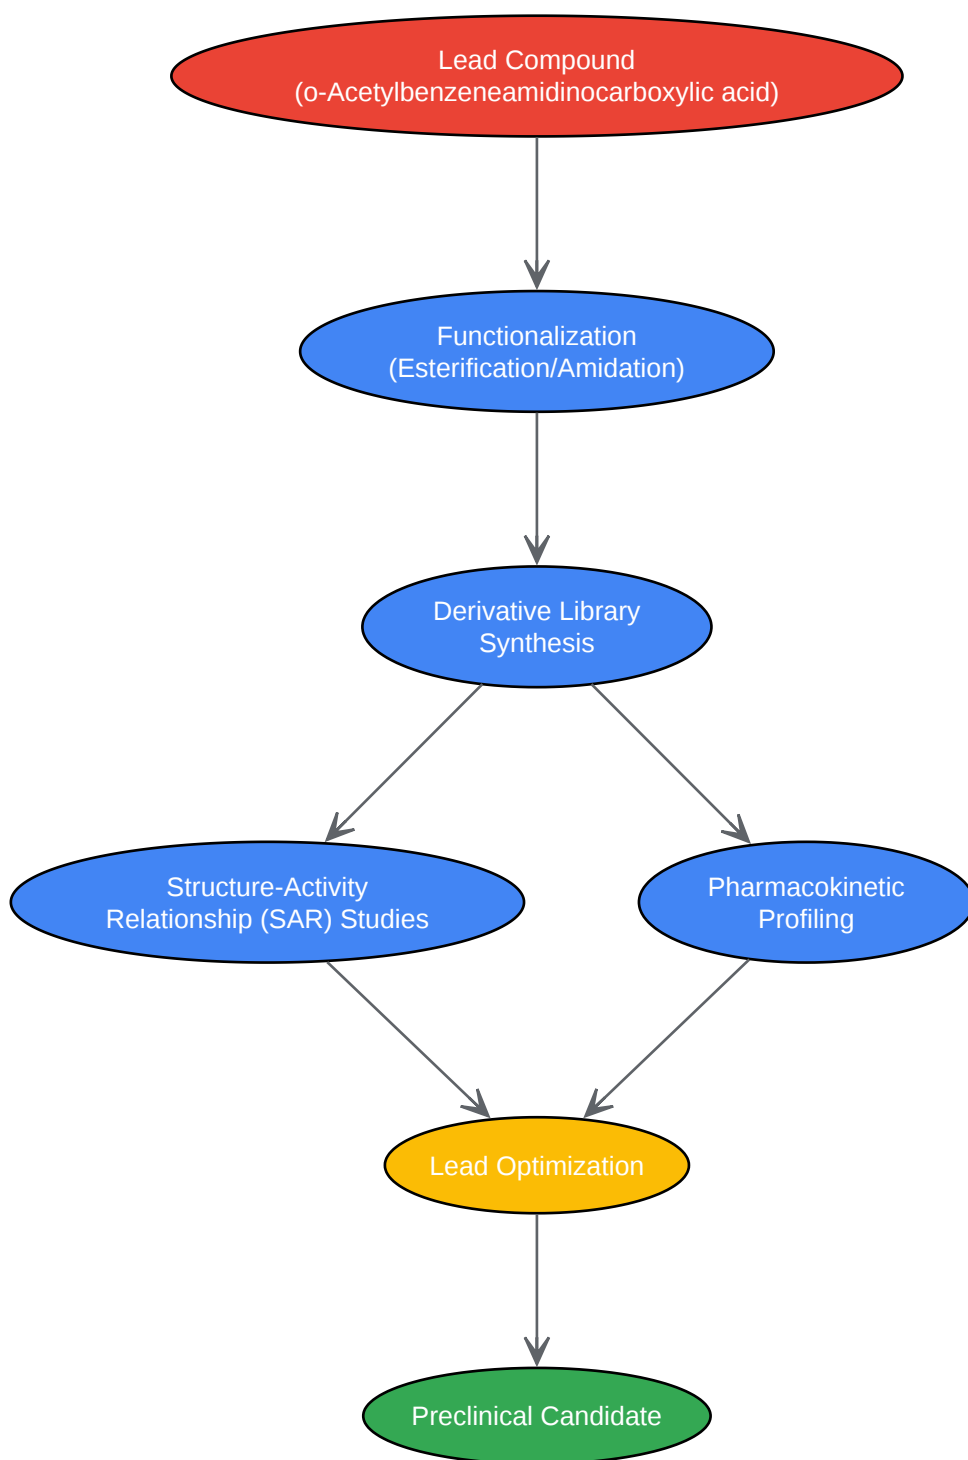 Lead Compound
(o-Acetylbenzeneamidinocarboxylic acid)
Functionalization
(Esterification/Amidation)
Derivative Library
Synthesis
Structure-Activity
Relationship (SAR) Studies
Pharmacokinetic
Profiling
Lead Optimization
Preclinical Candidate